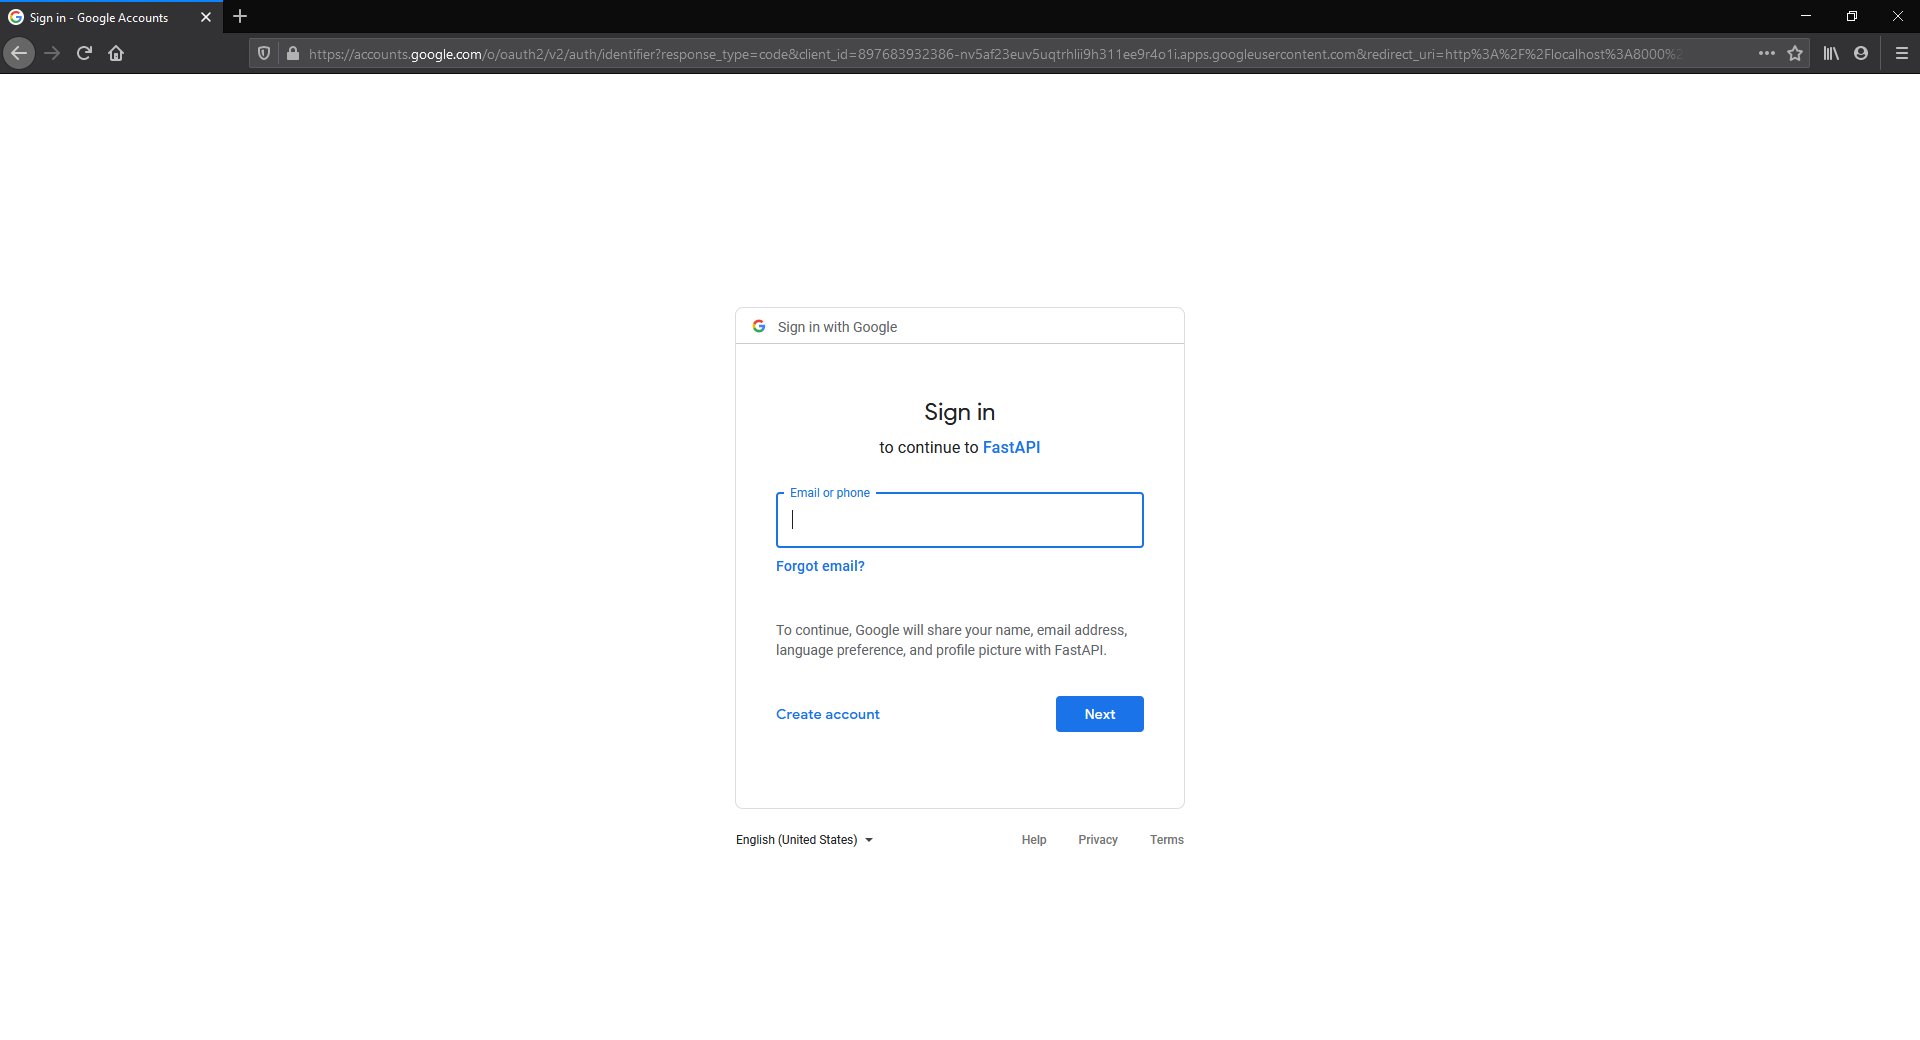 Sign in - Google Accounts
https://accounts.google.com/o/oauth2/v2/auth/identifier?response_type=code&client_id=897683932386-nv5af23euv5uqtrhlii9h311ee9r4o1i.apps.googleusercontent.com&redirect_uri=http%3A%2F%2Flocalhost%3A8000%2
Sign in with Google
Sign in
to continue to FastAPI
Email or phone
Forgot email?
To continue, Google will share your name, email address,
language preference, and profile picture with FastAPI.
Create account
Next
English (United States)
Help
Privacy
Terms